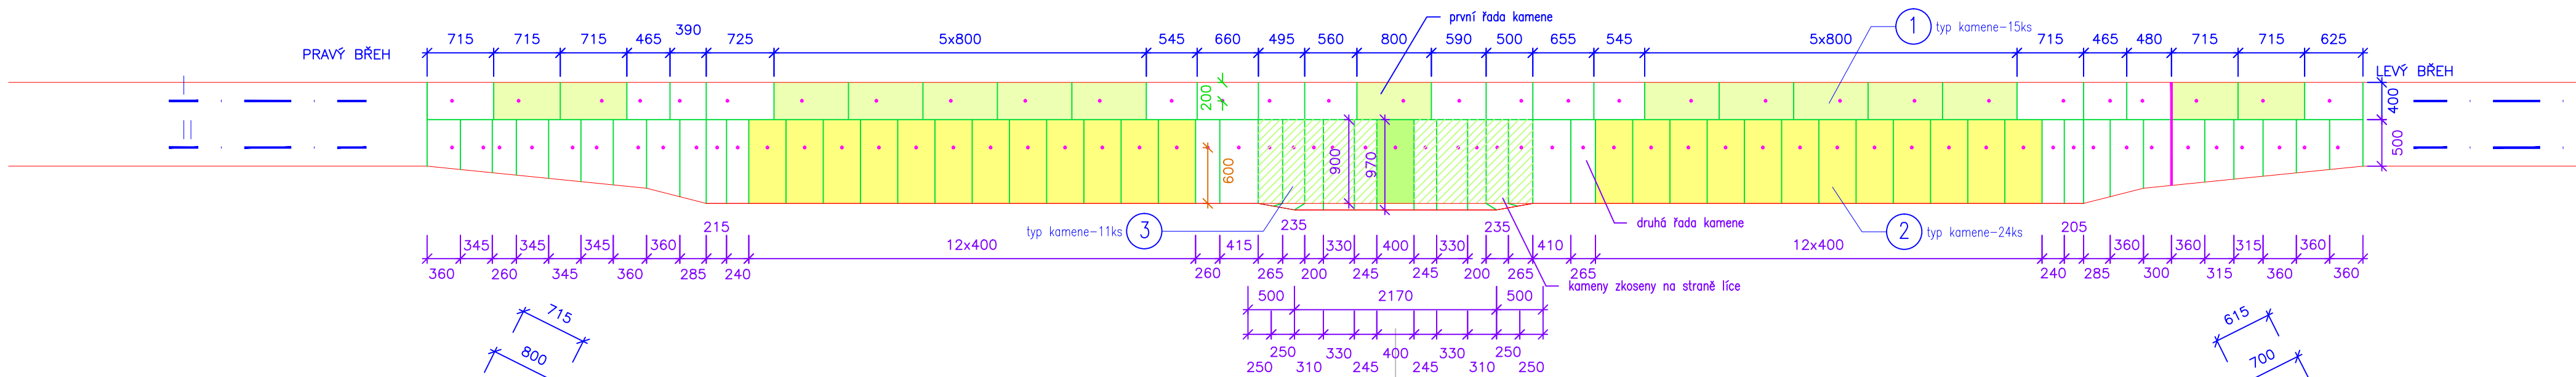 první řada kamene
1 typ kamene-15ks
PRAVÝ BŘEH
715 715 715 465 390 725 5x800 545 660 495 560 800 590 500 655 545 5x800 715 465 480 715 715 625
LEVÝ BŘEH
200
400
600
900
970
500
druhá řada kamene
typ kamene-11ks 3
2 typ kamene-24ks
345 345 345 360 215 12x400 415 235 330 400 330 235 410 12x400 205 360 360 315 360
360 260 345 360 285 240 260 265 200 245 245 200 265 265 240 285 300 315 360 360
kameny zkoseny na straně líce
500 2170 500
250 330 400 330 250
250 310 245 245 310 250
715
800
615
700